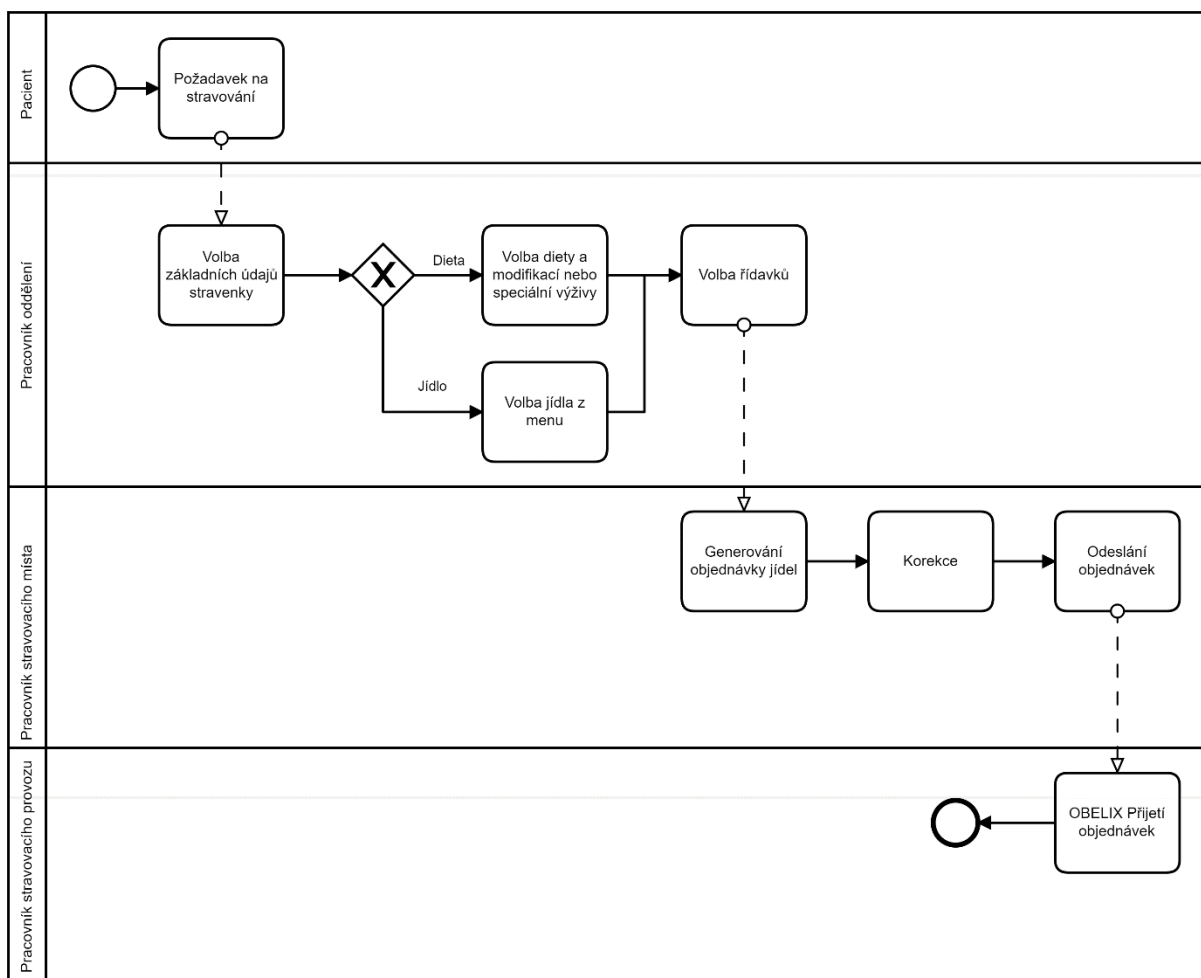 Pacient
Požadavek na
stravování
Pracovník oddělení
Volba
základních údajů
stravenky
Dieta
Volba diety a
modifikací nebo
speciální výživy
Volba řídavků
Jídlo
Volba jídla z
menu
Pracovník stravovacího místa
Generování
objednávky jídel
Korekce
Odeslání
objednávek
Pracovník stravovacího provozu
OBELIX Přijetí
objednávek